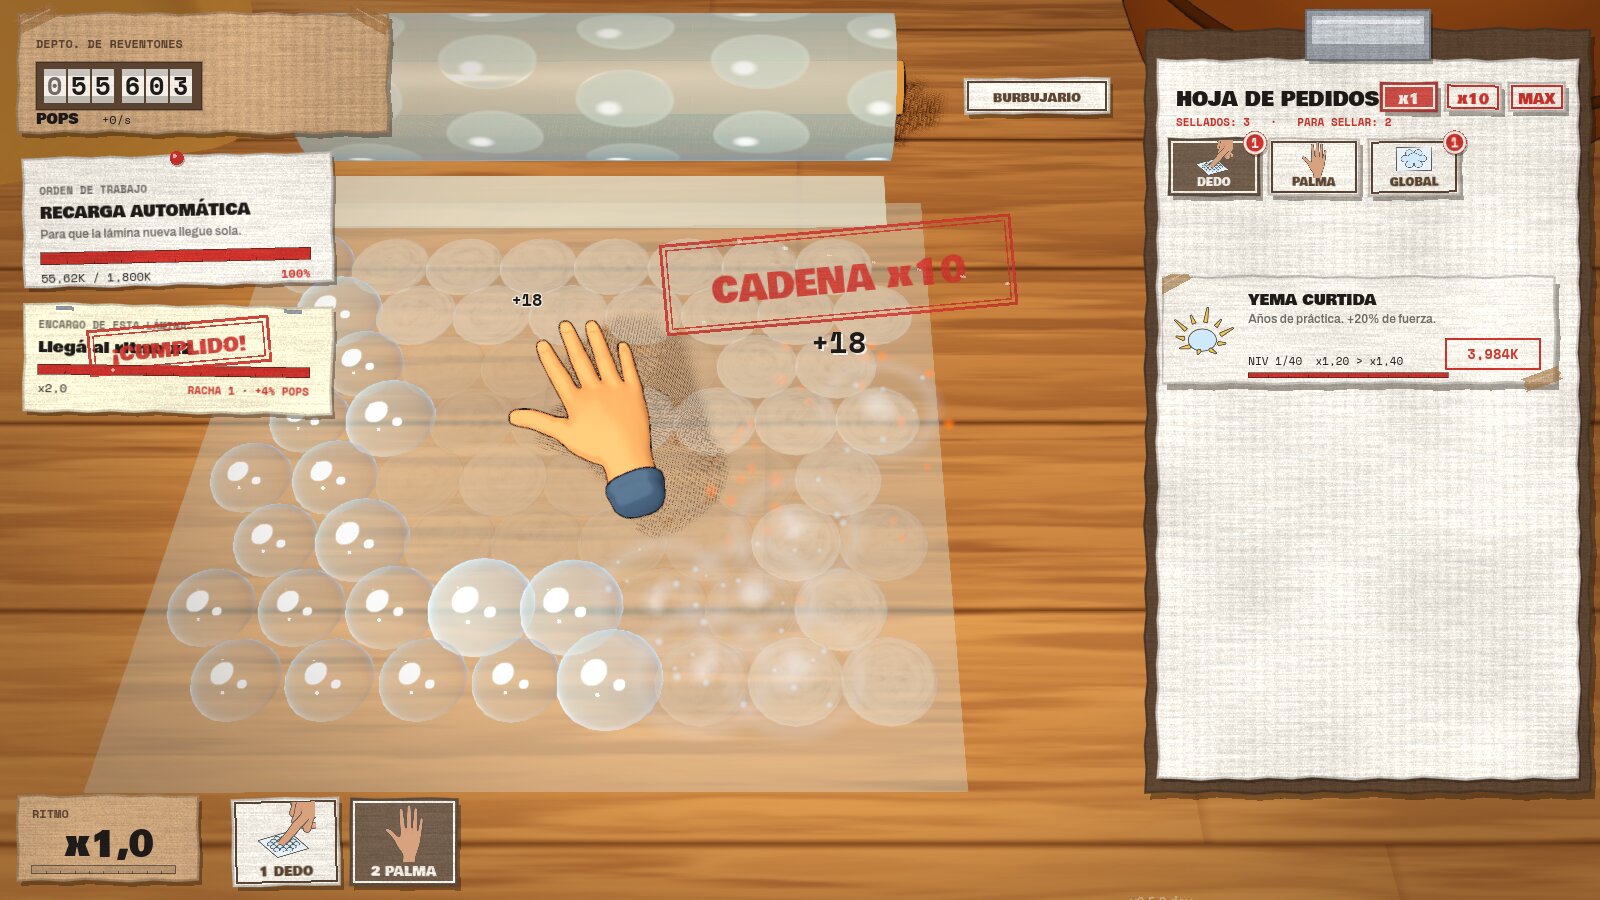 DEPTO. DE REVENTONES
055603
POPS +0/s
ORDEN DE TRABAJO
RECARGA AUTOMÁTICA
Para que la lámina nueva llegue sola.
55,62K / 1.800K 100%
ENCARGO DE ESTA LÁMINA
Llegá al ritmo x2
¡CUMPLIDO!
x2,0 RACHA 1 · +4% POPS
BURBUJARIO
CADENA x10
+18
+18
HOJA DE PEDIDOS x1 x10 MAX
SELLADOS: 3 · PARA SELLAR: 2
DEDO 1
PALMA
GLOBAL 1
YEMA CURTIDA
Años de práctica. +20% de fuerza.
NIV 1/40 x1,20 > x1,40 3,984K
RITMO
x1,0
1 DEDO
2 PALMA